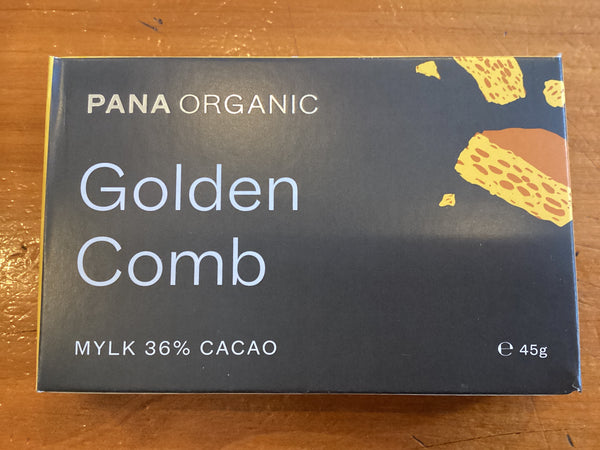 PANA ORGANIC
Golden
Comb
MYLK 36% CACAO
℮ 45g